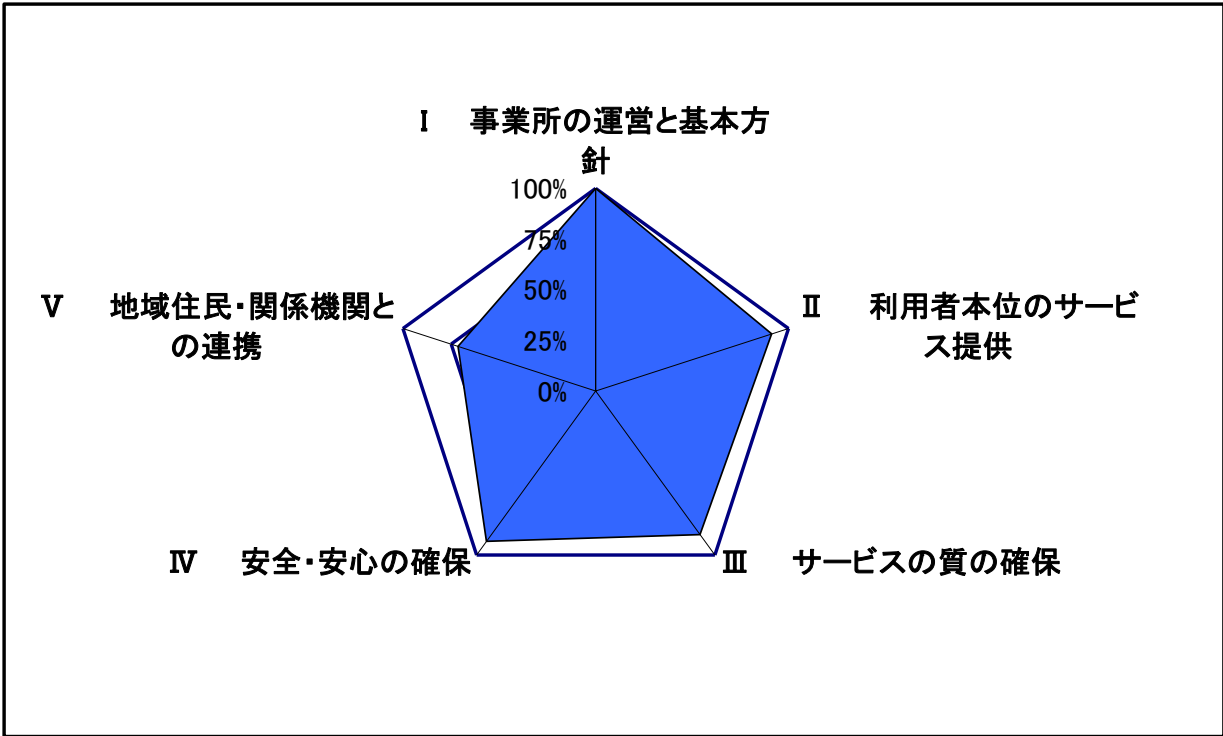 Ⅰ　事業所の運営と基本方
針
100%
75%
50%
25%
0%
Ⅱ　利用者本位のサービ
ス提供
Ⅲ　サービスの質の確保
Ⅳ　安全・安心の確保
Ⅴ　地域住民・関係機関と
の連携